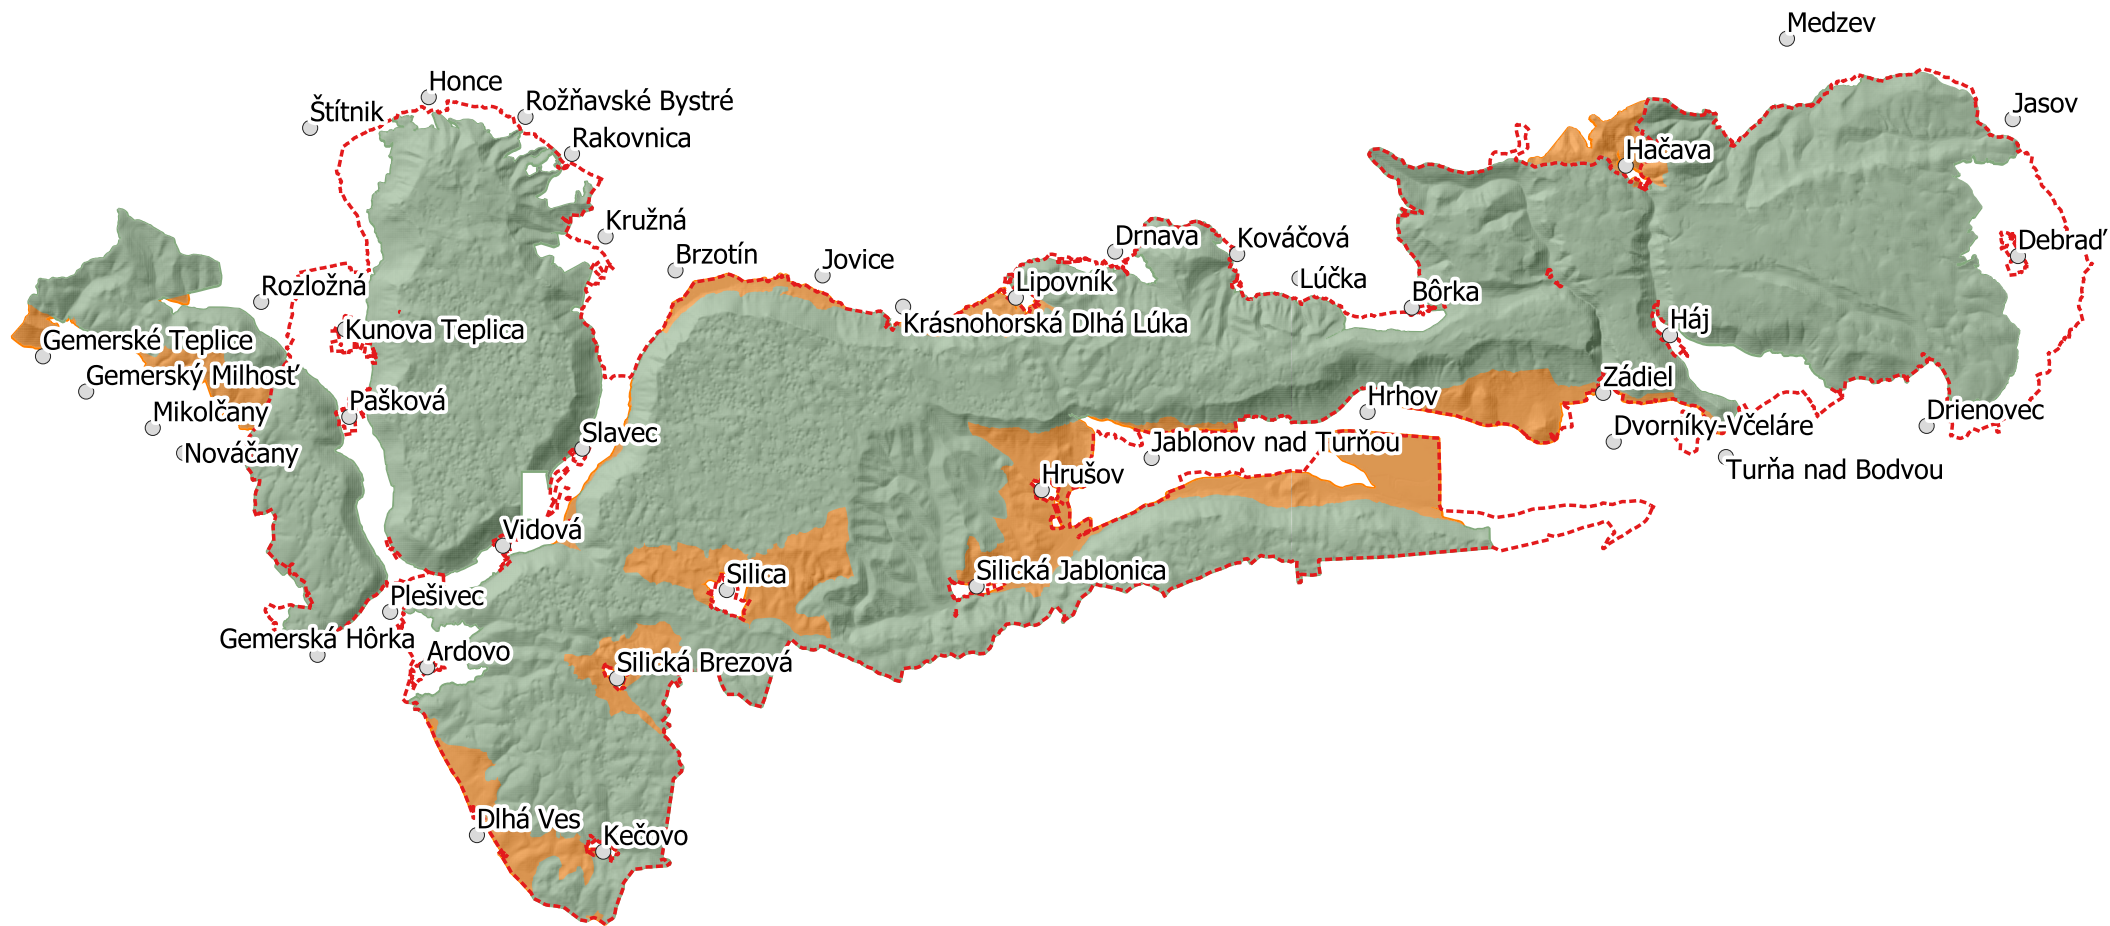 Medzev
Honce
Rožňavské Bystré
Štítnik
Jasov
Rakovnica
Hačava
Kružná
Drnava
Kováčová
Debraď
Brzotín
Jovice
Rozložná
Lipovník
Lúčka
Bôrka
Kunova Teplica
Krásnohorská Dlhá Lúka
Háj
Gemerské Teplice
Gemerský Milhosť
Zádiel
Pašková
Hrhov
Mikolčany
Drienovec
Slavec
Jablonov nad Turňou
Dvorníky-Včeláre
Nováčany
Hrušov
Turňa nad Bodvou
Vidová
Silica
Silická Jablonica
Plešivec
Gemerská Hôrka
Ardovo
Silická Brezová
Dlhá Ves
Kečovo